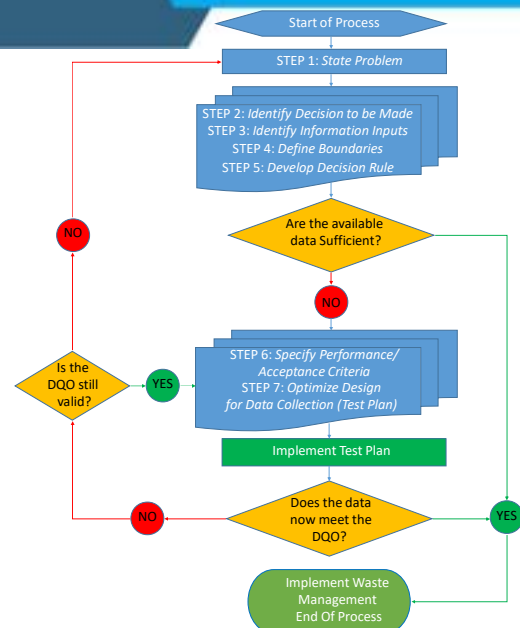 Start of Process
STEP 1: State Problem
STEP 2: Identify Decision to be Made
STEP 3: Identify Information Inputs
STEP 4: Define Boundaries
STEP 5: Develop Decision Rule
Are the available
data Sufficient?
NO
NO
STEP 6: Specify Performance/
Acceptance Criteria
STEP 7: Optimize Design
for Data Collection (Test Plan)
Is the
DQO still
valid?
YES
Implement Test Plan
Does the data
now meet the
DQO?
NO
YES
Implement Waste
Management
End Of Process